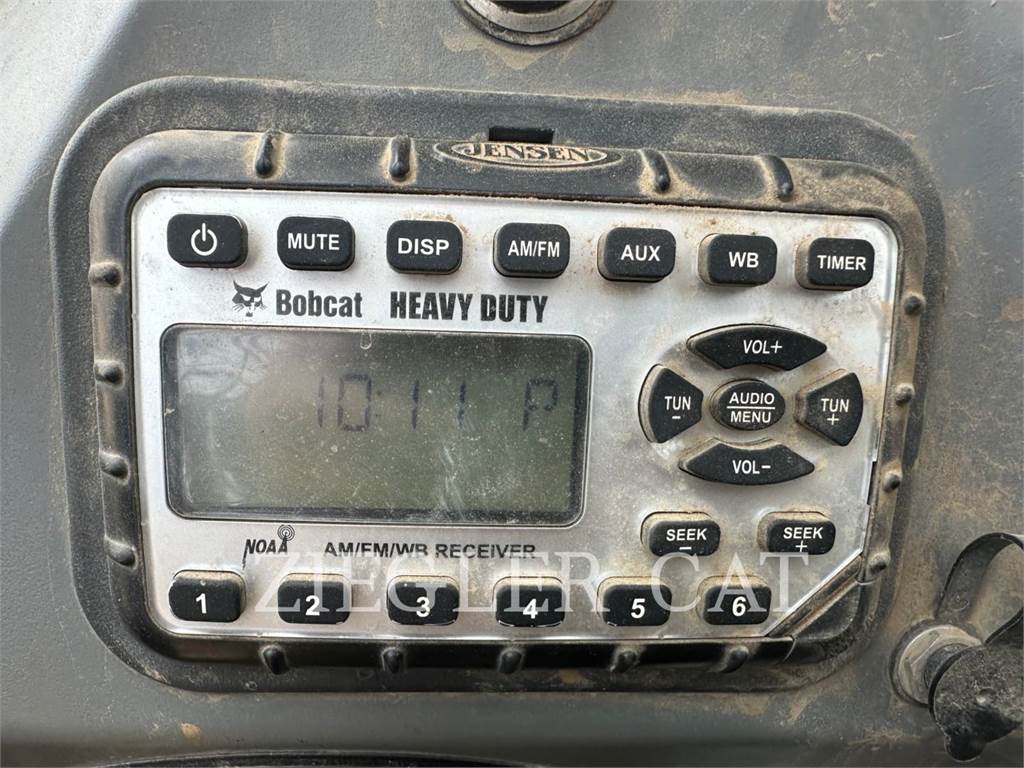 JENSEN
MUTE DISP AM/FM AUX WB TIMER
Bobcat HEAVY DUTY
VOL+
10:11 P
TUN - AUDIO/MENU TUN +
VOL-
SEEK - SEEK +
NOAA AM/FM/WB RECEIVER
ZIEGLER CAT
1 2 3 4 5 6